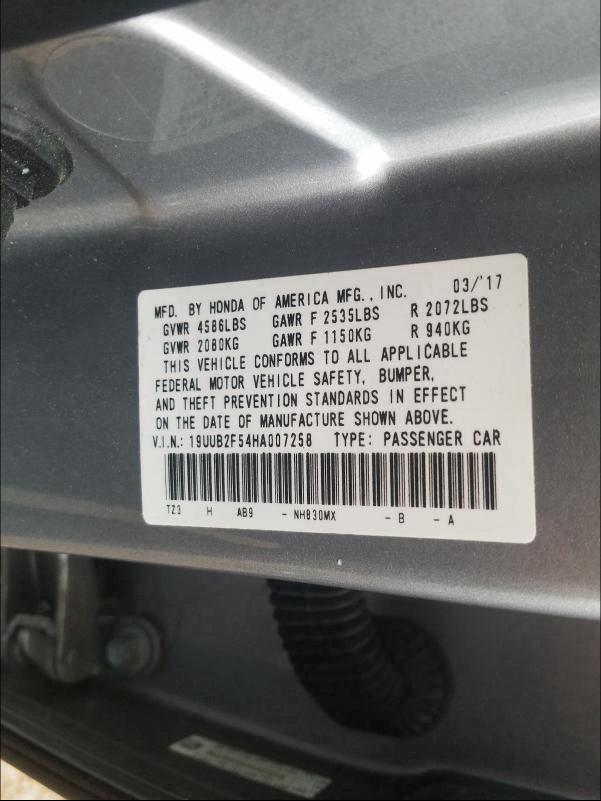 MFD. BY HONDA OF AMERICA MFG., INC. 03/'17
GVWR 4586LBS GAWR F 2535LBS R 2072LBS
GVWR 2080KG GAWR F 1150KG R 940KG
THIS VEHICLE CONFORMS TO ALL APPLICABLE
FEDERAL MOTOR VEHICLE SAFETY, BUMPER,
AND THEFT PREVENTION STANDARDS IN EFFECT
ON THE DATE OF MANUFACTURE SHOWN ABOVE.
V.I.N.: 19UUB2F54HA007258 TYPE: PASSENGER CAR
TZ3 H AB9 - NH830MX - B - A